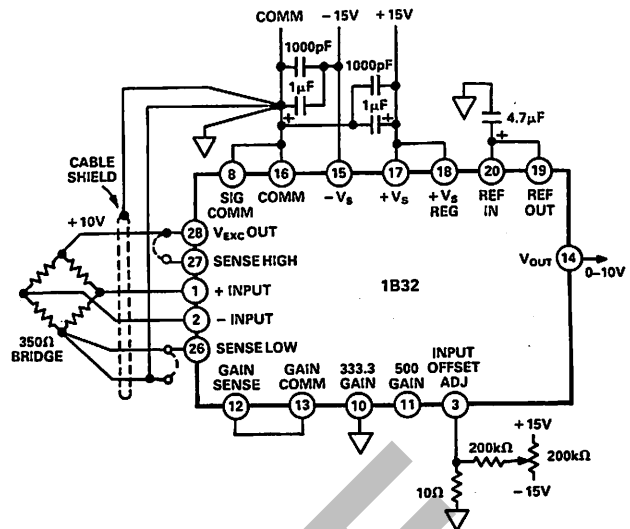 COMM -15V +15V
1000pF
1000pF
1μF
+
1μF
+
4.7μF
+
CABLE
SHIELD
8 16 15 17 18 20 19
SIG
COMM
COMM
-VS
+VS
+VS
REG
REF
IN
REF
OUT
+10V
28 VEXC OUT
27 SENSE HIGH
1 + INPUT
2 - INPUT
26 SENSE LOW
350Ω
BRIDGE
1B32
VOUT 14
0–10V
GAIN
SENSE
GAIN
COMM
333.3
GAIN
500
GAIN
INPUT
OFFSET
ADJ
12 13 10 11 3
+15V
200kΩ
200kΩ
10Ω
-15V